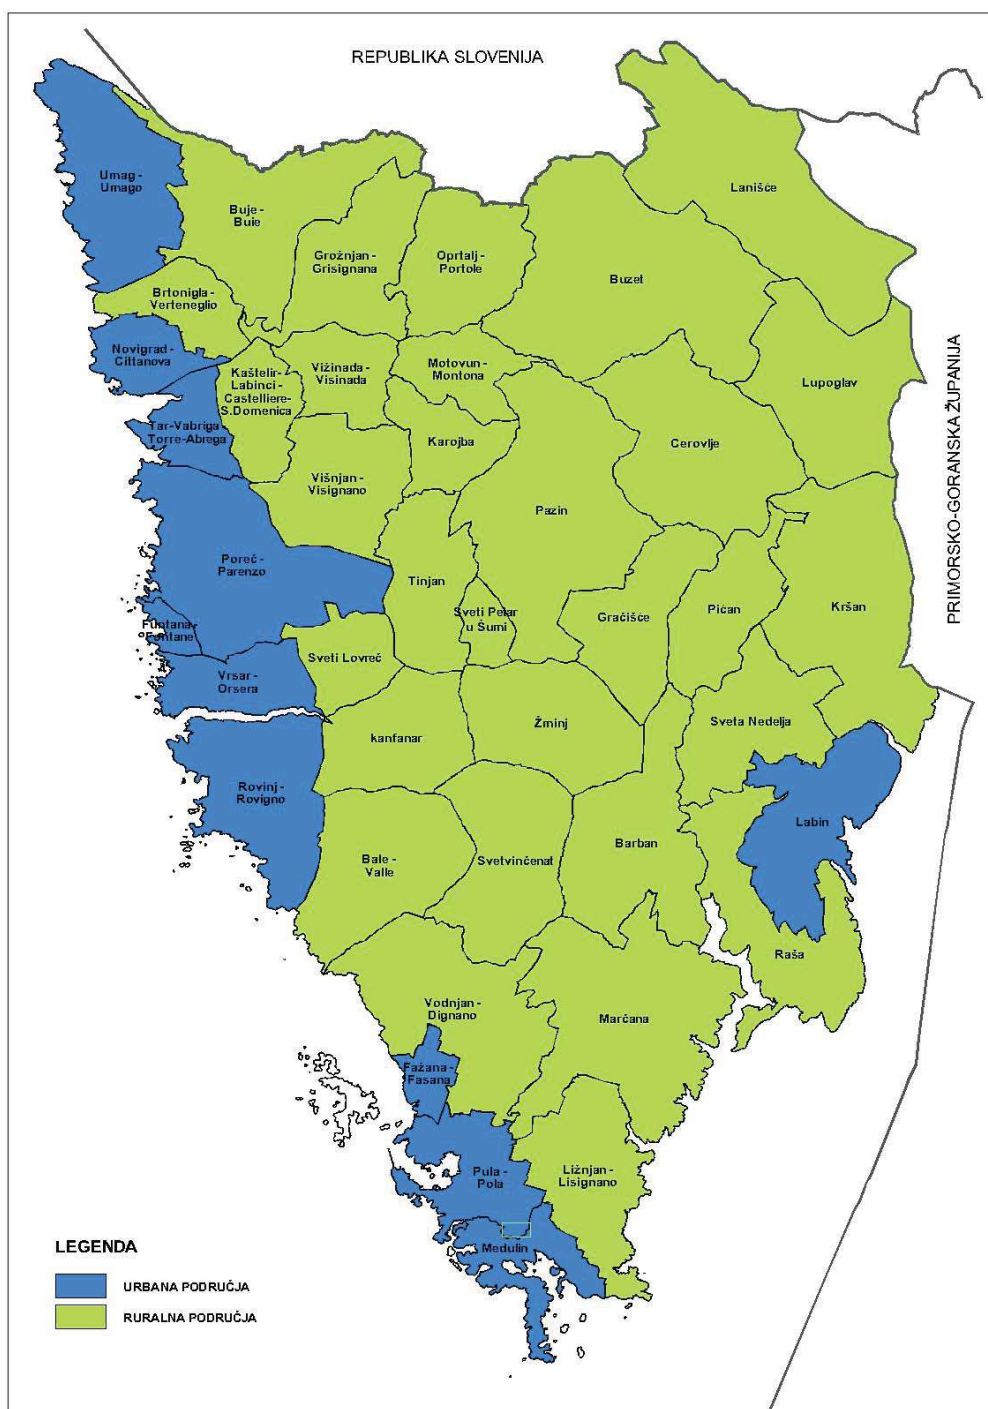 REPUBLIKA SLOVENIJA
Umag -
Umago
Lanišće
Buje -
Buie
Grožnjan -
Grisignana
Oprtalj -
Portole
Buzet
Brtonigla -
Verteneglio
Novigrad -
Cittanova
Kaštelir-
Labinci -
Castelliere-
S.Domenica
Vižinada -
Visinada
Motovun -
Montona
Lupoglav
Tar-Vabriga
Torre-Abrega
Karojba
Cerovlje
Višnjan -
Visignano
Pazin
PRIMORSKO-GORANSKA ŽUPANIJA
Poreč -
Parenzo
Tinjan
Sveti Petar
u Šumi
Gračišće
Pićan
Kršan
Funtana -
Fontane
Sveti Lovreč
Vrsar -
Orsera
kanfanar
Žminj
Sveta Nedelja
Rovinj -
Rovigno
Labin
Bale -
Valle
Svetvinčenat
Barban
Raša
Vodnjan -
Dignano
Marčana
Fažana -
Fasana
Pula -
Pola
Ližnjan -
Lisignano
Medulin
LEGENDA
URBANA PODRUČJA
RURALNA PODRUČJA